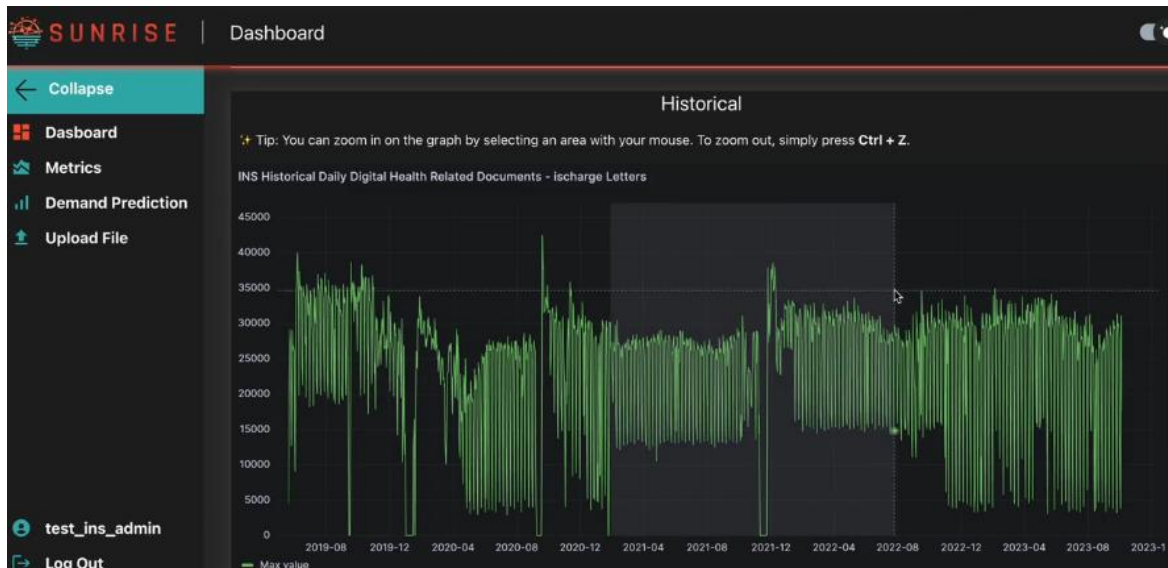 SUNRISE
Dashboard
Collapse
Dasboard
Metrics
Demand Prediction
Upload File
test_ins_admin
Log Out
Historical
✨ Tip: You can zoom in on the graph by selecting an area with your mouse. To zoom out, simply press Ctrl + Z.
INS Historical Daily Digital Health Related Documents - ischarge Letters
45000
40000
35000
30000
25000
20000
15000
10000
5000
0
2019-08 2019-12 2020-04 2020-08 2020-12 2021-04 2021-08 2021-12 2022-04 2022-08 2022-12 2023-04 2023-08 2023-1
Max value